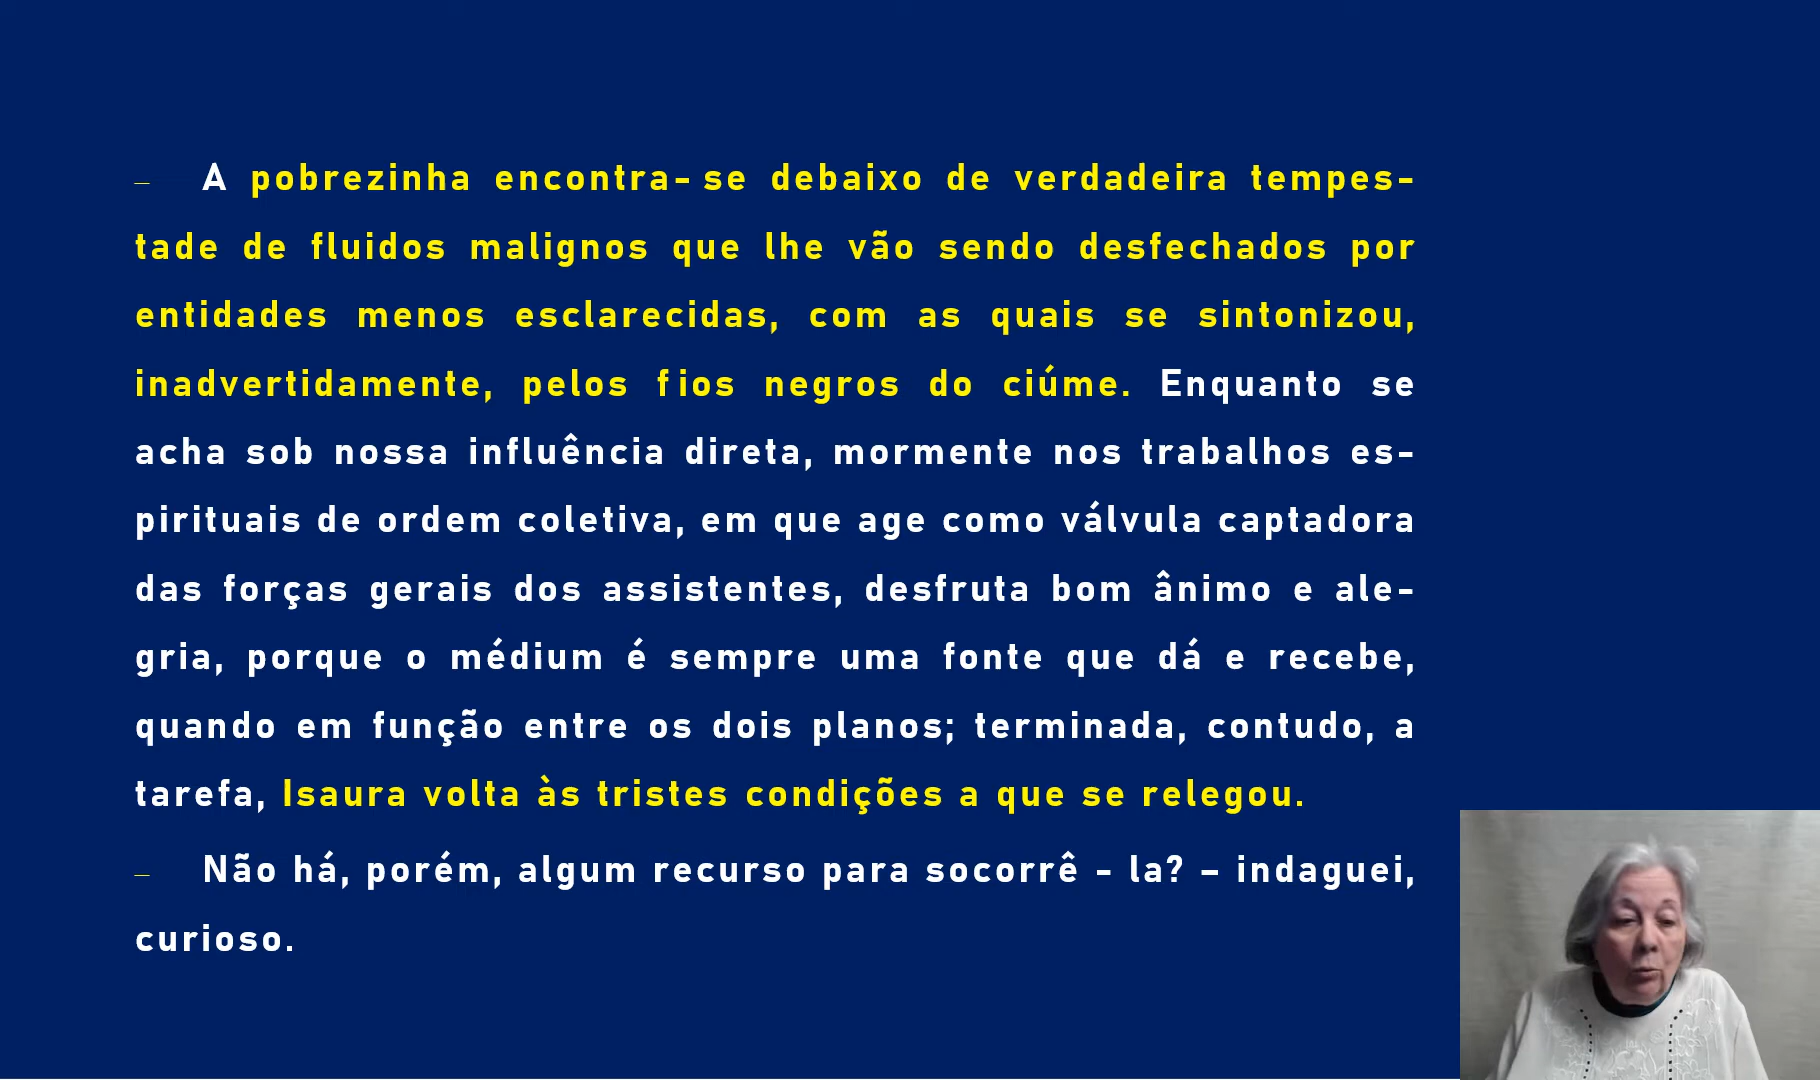 – A pobrezinha encontra-se debaixo de verdadeira tempes-
tade de fluidos malignos que lhe vão sendo desfechados por
entidades menos esclarecidas, com as quais se sintonizou,
inadvertidamente, pelos fios negros do ciúme. Enquanto se
acha sob nossa influência direta, mormente nos trabalhos es-
pirituais de ordem coletiva, em que age como válvula captadora
das forças gerais dos assistentes, desfruta bom ânimo e ale-
gria, porque o médium é sempre uma fonte que dá e recebe,
quando em função entre os dois planos; terminada, contudo, a
tarefa, Isaura volta às tristes condições a que se relegou.
– Não há, porém, algum recurso para socorrê - la? – indaguei,
curioso.